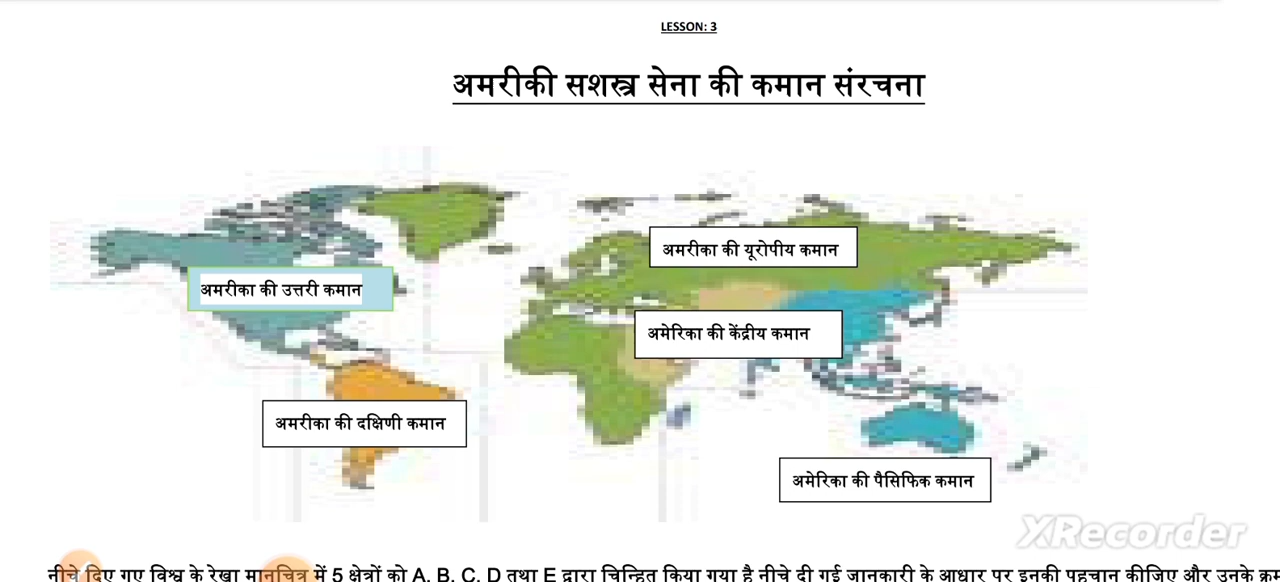 LESSON: 3
अमरीकी सशस्त्र सेना की कमान संरचना
अमरीका की यूरोपीय कमान
अमरीका की उत्तरी कमान
अमेरिका की केंद्रीय कमान
अमरीका की दक्षिणी कमान
अमेरिका की पैसिफिक कमान
XRecorder
नीचे दिए गए विश्व के रेखा मानचित्र में 5 क्षेत्रों को A, B, C, D तथा E द्वारा चिन्हित किया गया है नीचे दी गई जानकारी के आधार पर इनकी पहचान कीजिए और उनके